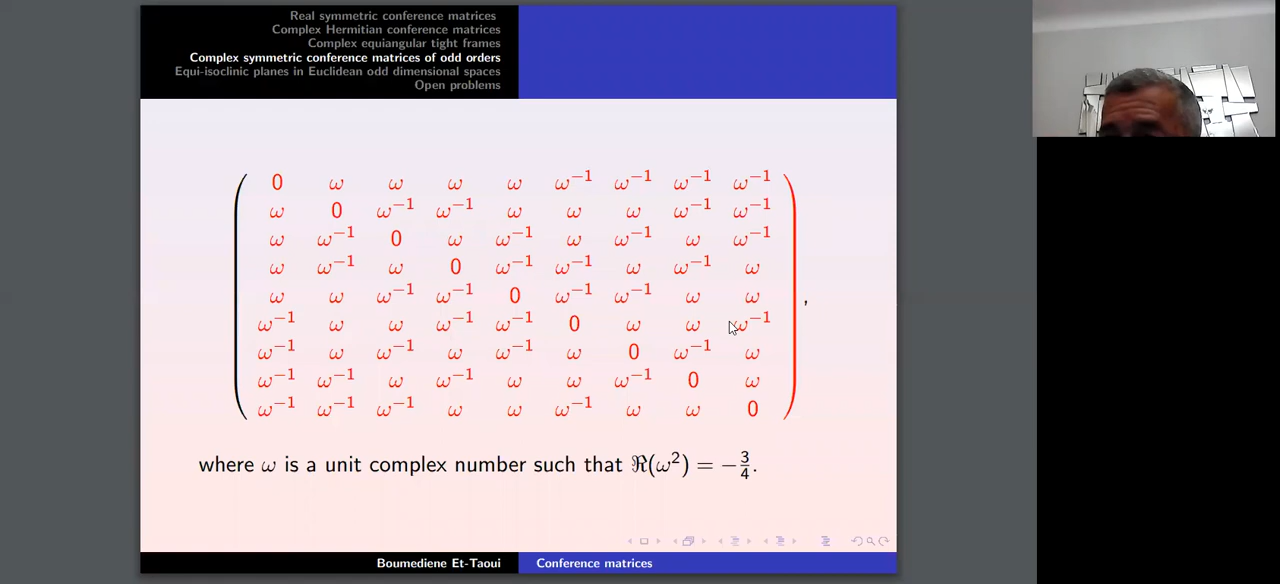 Real symmetric conference matrices
Complex Hermitian conference matrices
Complex equiangular tight frames
Complex symmetric conference matrices of odd orders
Equi-isoclinic planes in Euclidean odd dimensional spaces
Open problems
0 ω ω ω ω ω⁻¹ ω⁻¹ ω⁻¹ ω⁻¹
ω 0 ω⁻¹ ω⁻¹ ω ω ω ω⁻¹ ω⁻¹
ω ω⁻¹ 0 ω ω⁻¹ ω ω⁻¹ ω ω⁻¹
ω ω⁻¹ ω 0 ω⁻¹ ω⁻¹ ω ω⁻¹ ω
ω ω ω⁻¹ ω⁻¹ 0 ω⁻¹ ω⁻¹ ω ω
ω⁻¹ ω ω ω⁻¹ ω⁻¹ 0 ω ω ω⁻¹
ω⁻¹ ω ω⁻¹ ω ω⁻¹ ω 0 ω⁻¹ ω
ω⁻¹ ω⁻¹ ω ω⁻¹ ω ω ω⁻¹ 0 ω
ω⁻¹ ω⁻¹ ω⁻¹ ω ω ω⁻¹ ω ω 0 ,
where ω is a unit complex number such that ℜ(ω²) = −3/4.
Boumediene Et-Taoui Conference matrices